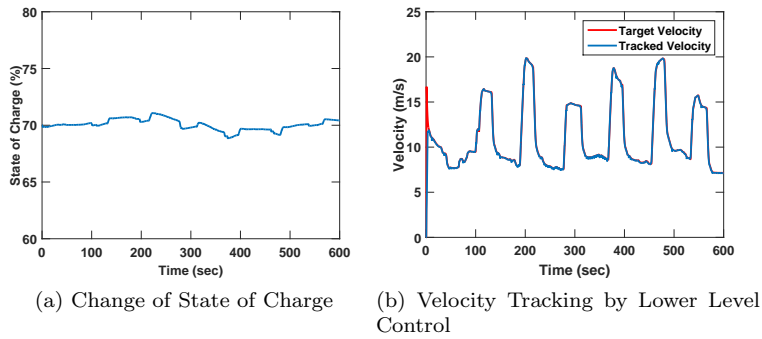 80
75
70
65
60
State of Charge (%)
0 100 200 300 400 500 600
Time (sec)
(a) Change of State of Charge
25
20
15
10
5
0
Velocity (m/s)
Target Velocity
Tracked Velocity
0 100 200 300 400 500 600
Time (sec)
(b) Velocity Tracking by Lower Level
Control